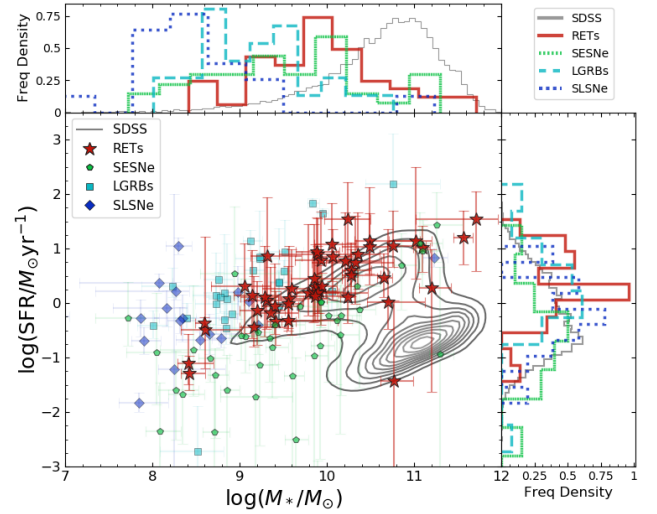 0.75
0.5
0.25
0
Freq Density
SDSS
RETs
SESNe
LGRBs
SLSNe
SDSS
RETs
SESNe
LGRBs
SLSNe
3
2
1
0
−1
−2
−3
log(SFR/M⊙yr⁻¹)
7
8
9
10
11
12
log(M*/M⊙)
0.25
0.5
0.75
1
Freq Density